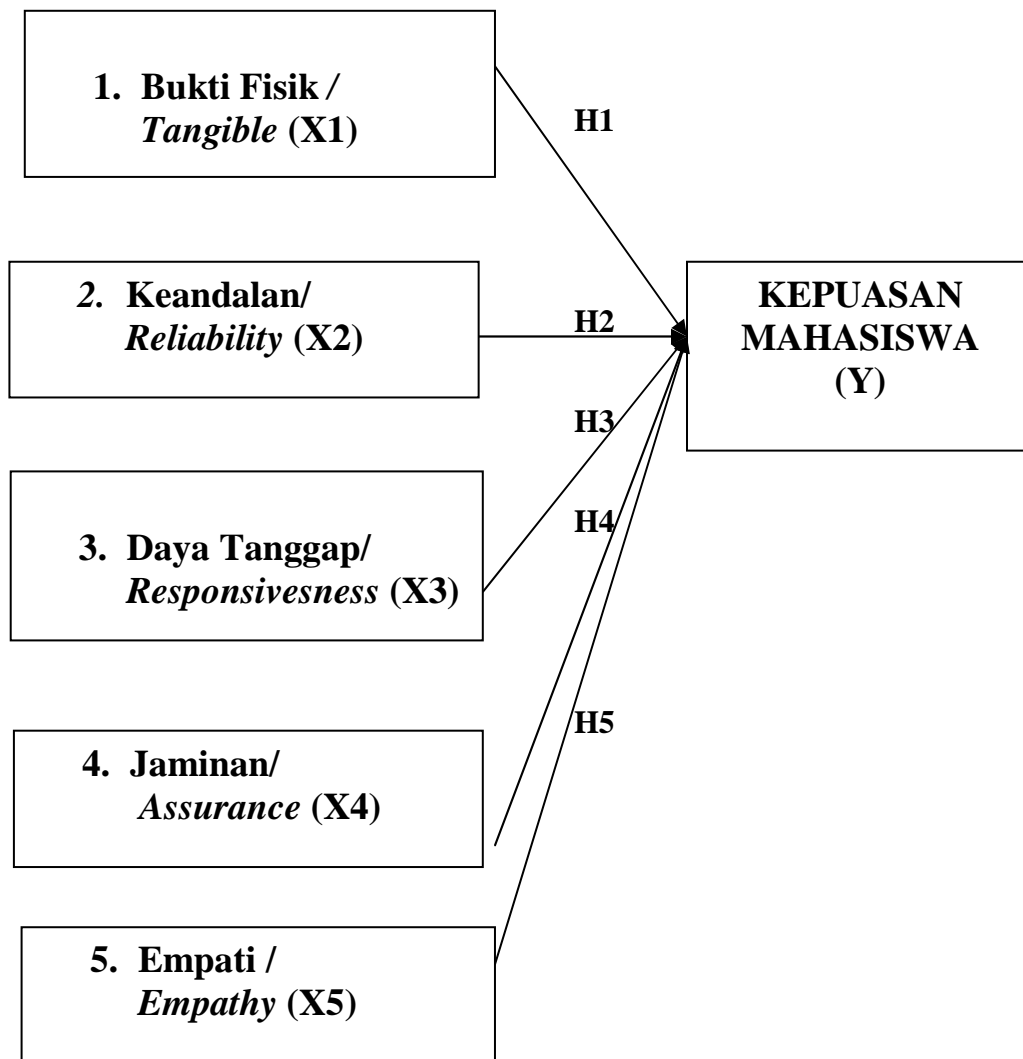 1. Bukti Fisik /
Tangible (X1)
H1
2. Keandalan/
Reliability (X2)
H2
KEPUASAN
MAHASISWA
(Y)
H3
3. Daya Tanggap/
Responsivesness (X3)
H4
4. Jaminan/
Assurance (X4)
H5
5. Empati /
Empathy (X5)